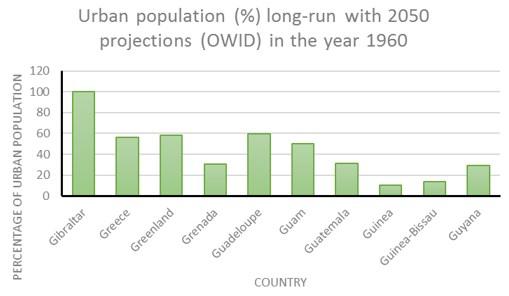 Urban population (%) long-run with 2050
projections (OWID) in the year 1960
PERCENTAGE OF URBAN POPULATION
120
100
80
60
40
20
0
Gibraltar
Greece
Greenland
Grenada
Guadeloupe
Guam
Guatemala
Guinea
Guinea-Bissau
Guyana
COUNTRY